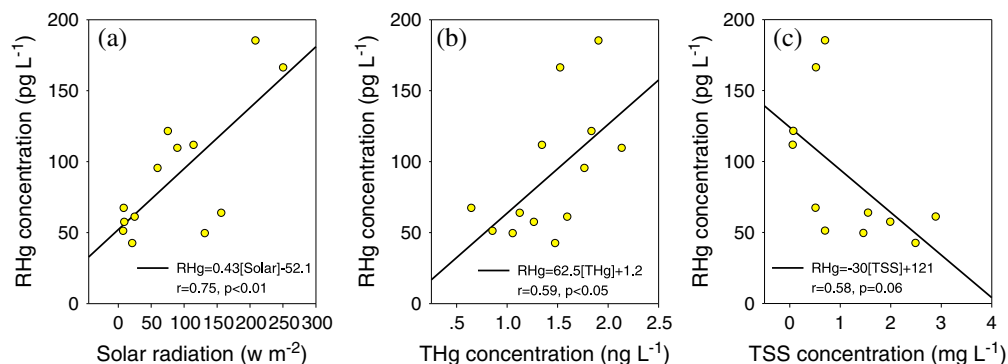 (a)
RHg concentration (pg L-1)
200
150
100
50
0
RHg=0.43[Solar]-52.1
r=0.75, p<0.01
0 50 100 150 200 250 300
Solar radiation (w m-2)
(b)
RHg concentration (pg L-1)
200
150
100
50
0
RHg=62.5[THg]+1.2
r=0.59, p<0.05
.5 1.0 1.5 2.0 2.5
THg concentration (ng L-1)
(c)
RHg concentration (pg L-1)
200
150
100
50
0
RHg=-30[TSS]+121
r=0.58, p=0.06
0 1 2 3 4
TSS concentration (mg L-1)